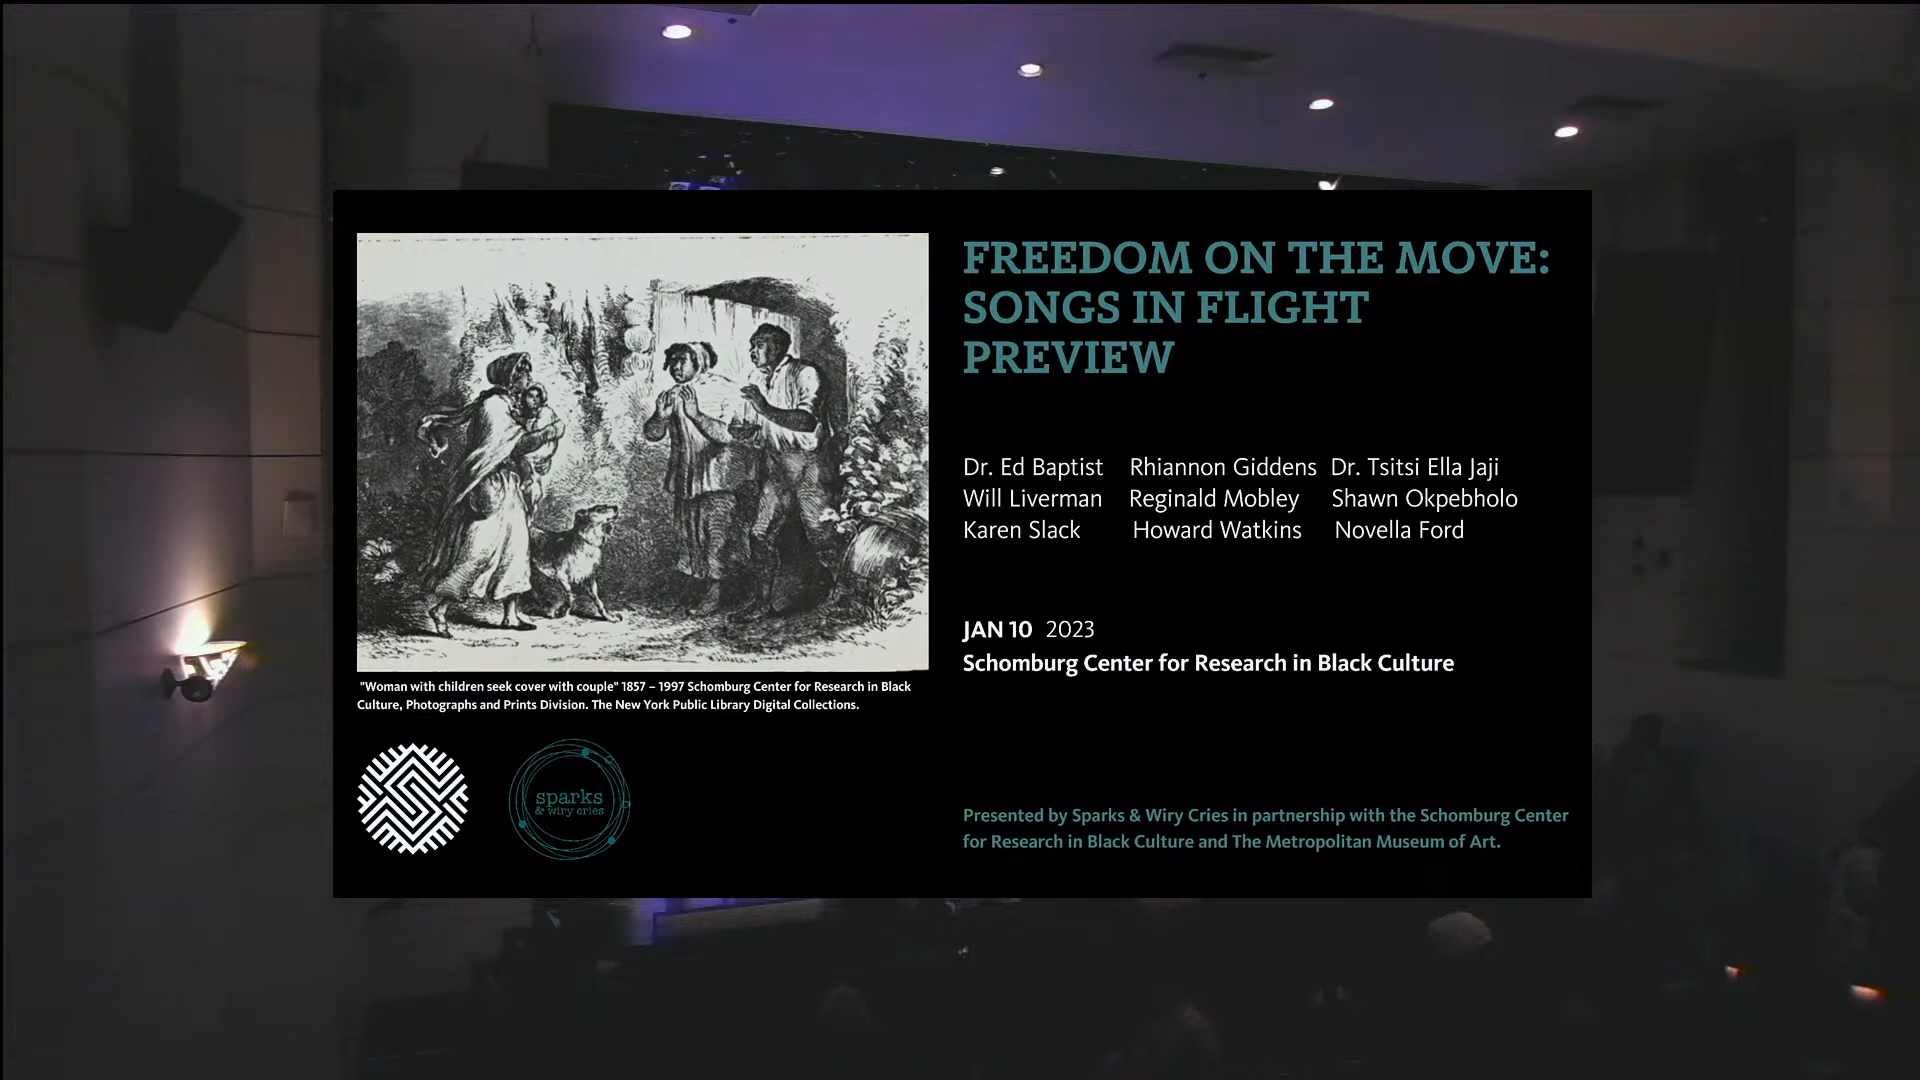 FREEDOM ON THE MOVE:
SONGS IN FLIGHT
PREVIEW
Dr. Ed Baptist Rhiannon Giddens Dr. Tsitsi Ella Jaji
Will Liverman Reginald Mobley Shawn Okpebholo
Karen Slack Howard Watkins Novella Ford
JAN 10 2023
Schomburg Center for Research in Black Culture
"Woman with children seek cover with couple" 1857 – 1997 Schomburg Center for Research in Black
Culture, Photographs and Prints Division. The New York Public Library Digital Collections.
sparks
& wiry cries
Presented by Sparks & Wiry Cries in partnership with the Schomburg Center
for Research in Black Culture and The Metropolitan Museum of Art.